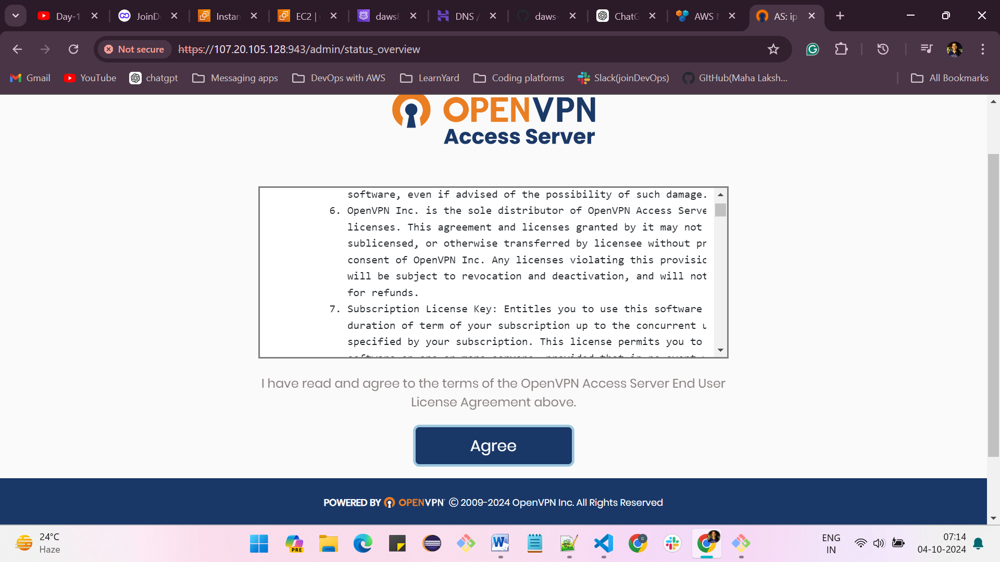 Day-1
JoinD
Instan
EC2 |
daws8
DNS /
daws-
ChatG
AWS
AS: ip
Not secure
https://107.20.105.128:943/admin/status_overview
Gmail
YouTube
chatgpt
Messaging apps
DevOps with AWS
LearnYard
Coding platforms
Slack(joinDevOps)
GItHub(Maha Laksh...
All Bookmarks
OPENVPN
Access Server
software, even if advised of the possibility of such damage.
6. OpenVPN Inc. is the sole distributor of OpenVPN Access Serve
licenses. This agreement and licenses granted by it may not
sublicensed, or otherwise transferred by licensee without pr
consent of OpenVPN Inc. Any licenses violating this provisio
will be subject to revocation and deactivation, and will not
for refunds.
7. Subscription License Key: Entitles you to use this software
duration of term of your subscription up to the concurrent u
specified by your subscription. This license permits you to
I have read and agree to the terms of the OpenVPN Access Server End User
License Agreement above.
Agree
POWERED BY OPENVPN © 2009-2024 OpenVPN Inc. All Rights Reserved
24°C
Haze
PRE
ENG
IN
07:14
04-10-2024